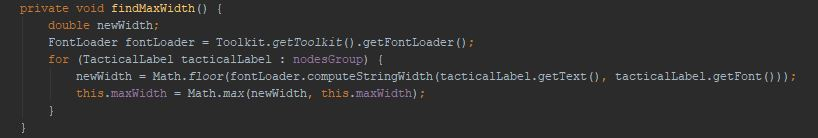 private void findMaxWidth() {
double newWidth;
FontLoader fontLoader = Toolkit.getToolkit().getFontLoader();
for (TacticalLabel tacticalLabel : nodesGroup) {
newWidth = Math.floor(fontLoader.computeStringWidth(tacticalLabel.getText(), tacticalLabel.getFont()));
this.maxWidth = Math.max(newWidth, this.maxWidth);
}
}